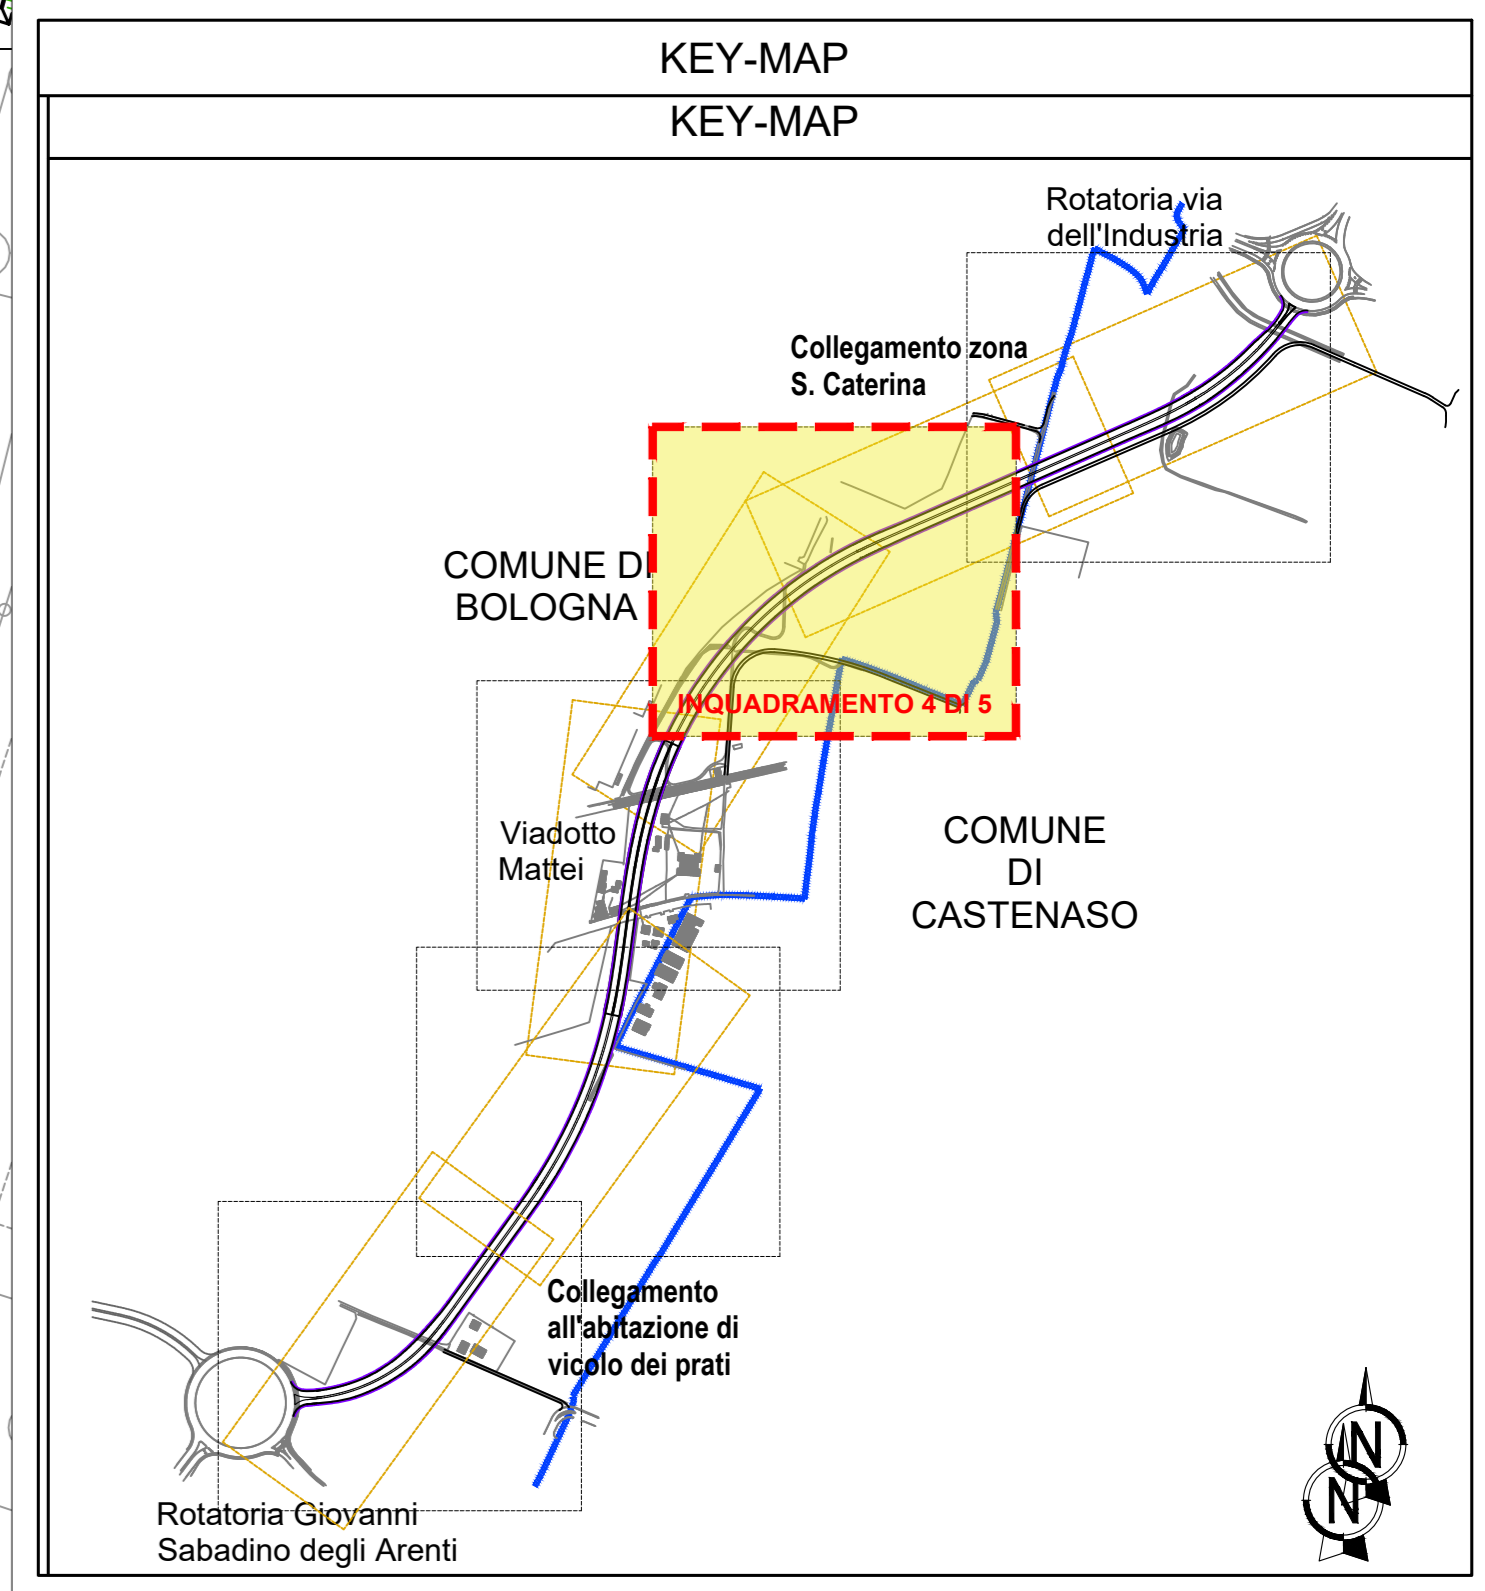 KEY-MAP
KEY-MAP
Rotatoria via
dell'Industria
Collegamento zona
S. Caterina
COMUNE DI
BOLOGNA
INQUADRAMENTO 4 DI 5
Viadotto
Mattei
COMUNE
DI
CASTENASO
Collegamento
all'abitazione di
vicolo dei prati
Rotatoria Giovanni
Sabadino degli Arenti
N
N